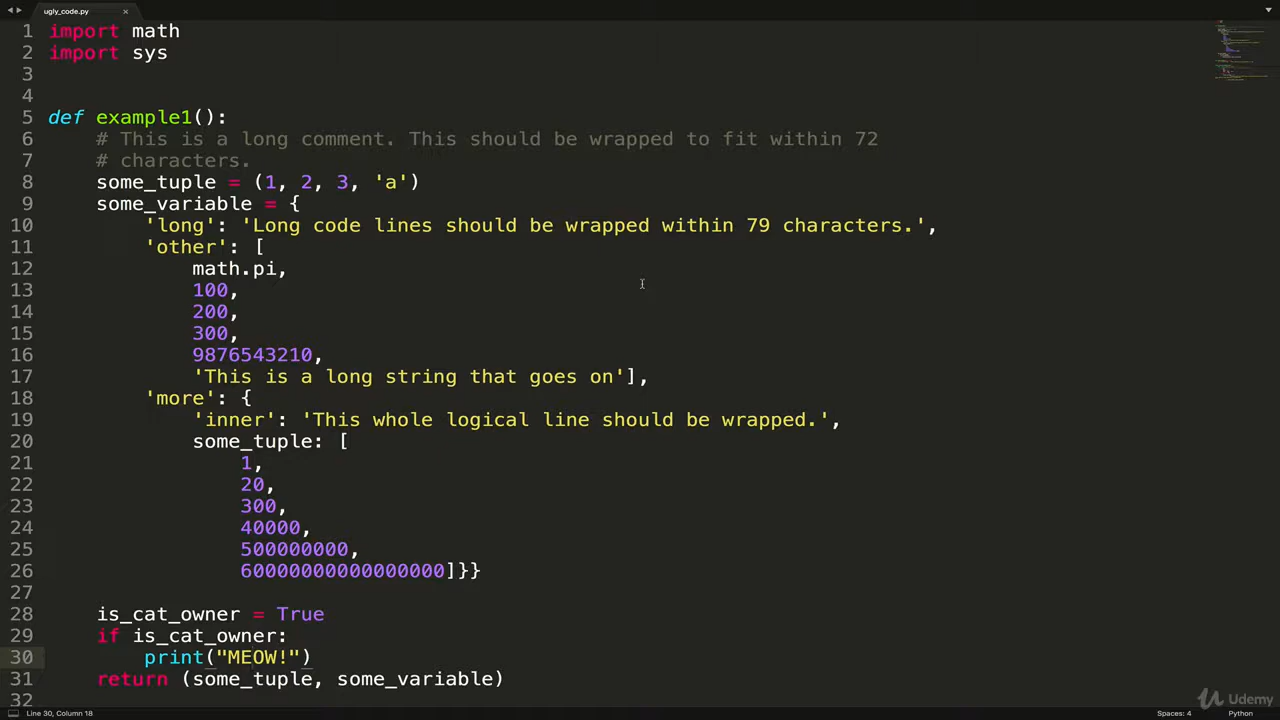 ugly_code.py ×
1 import math
2 import sys
3
4
5 def example1():
6     # This is a long comment. This should be wrapped to fit within 72
7     # characters.
8     some_tuple = (1, 2, 3, 'a')
9     some_variable = {
10         'long': 'Long code lines should be wrapped within 79 characters.',
11         'other': [
12             math.pi,
13             100,
14             200,
15             300,
16             9876543210,
17             'This is a long string that goes on'],
18         'more': {
19             'inner': 'This whole logical line should be wrapped.',
20             some_tuple: [
21                 1,
22                 20,
23                 300,
24                 40000,
25                 500000000,
26                 60000000000000000]}}
27
28     is_cat_owner = True
29     if is_cat_owner:
30         print("MEOW!")
31     return (some_tuple, some_variable)
32
Udemy
Line 30, Column 18 Spaces: 4 Python